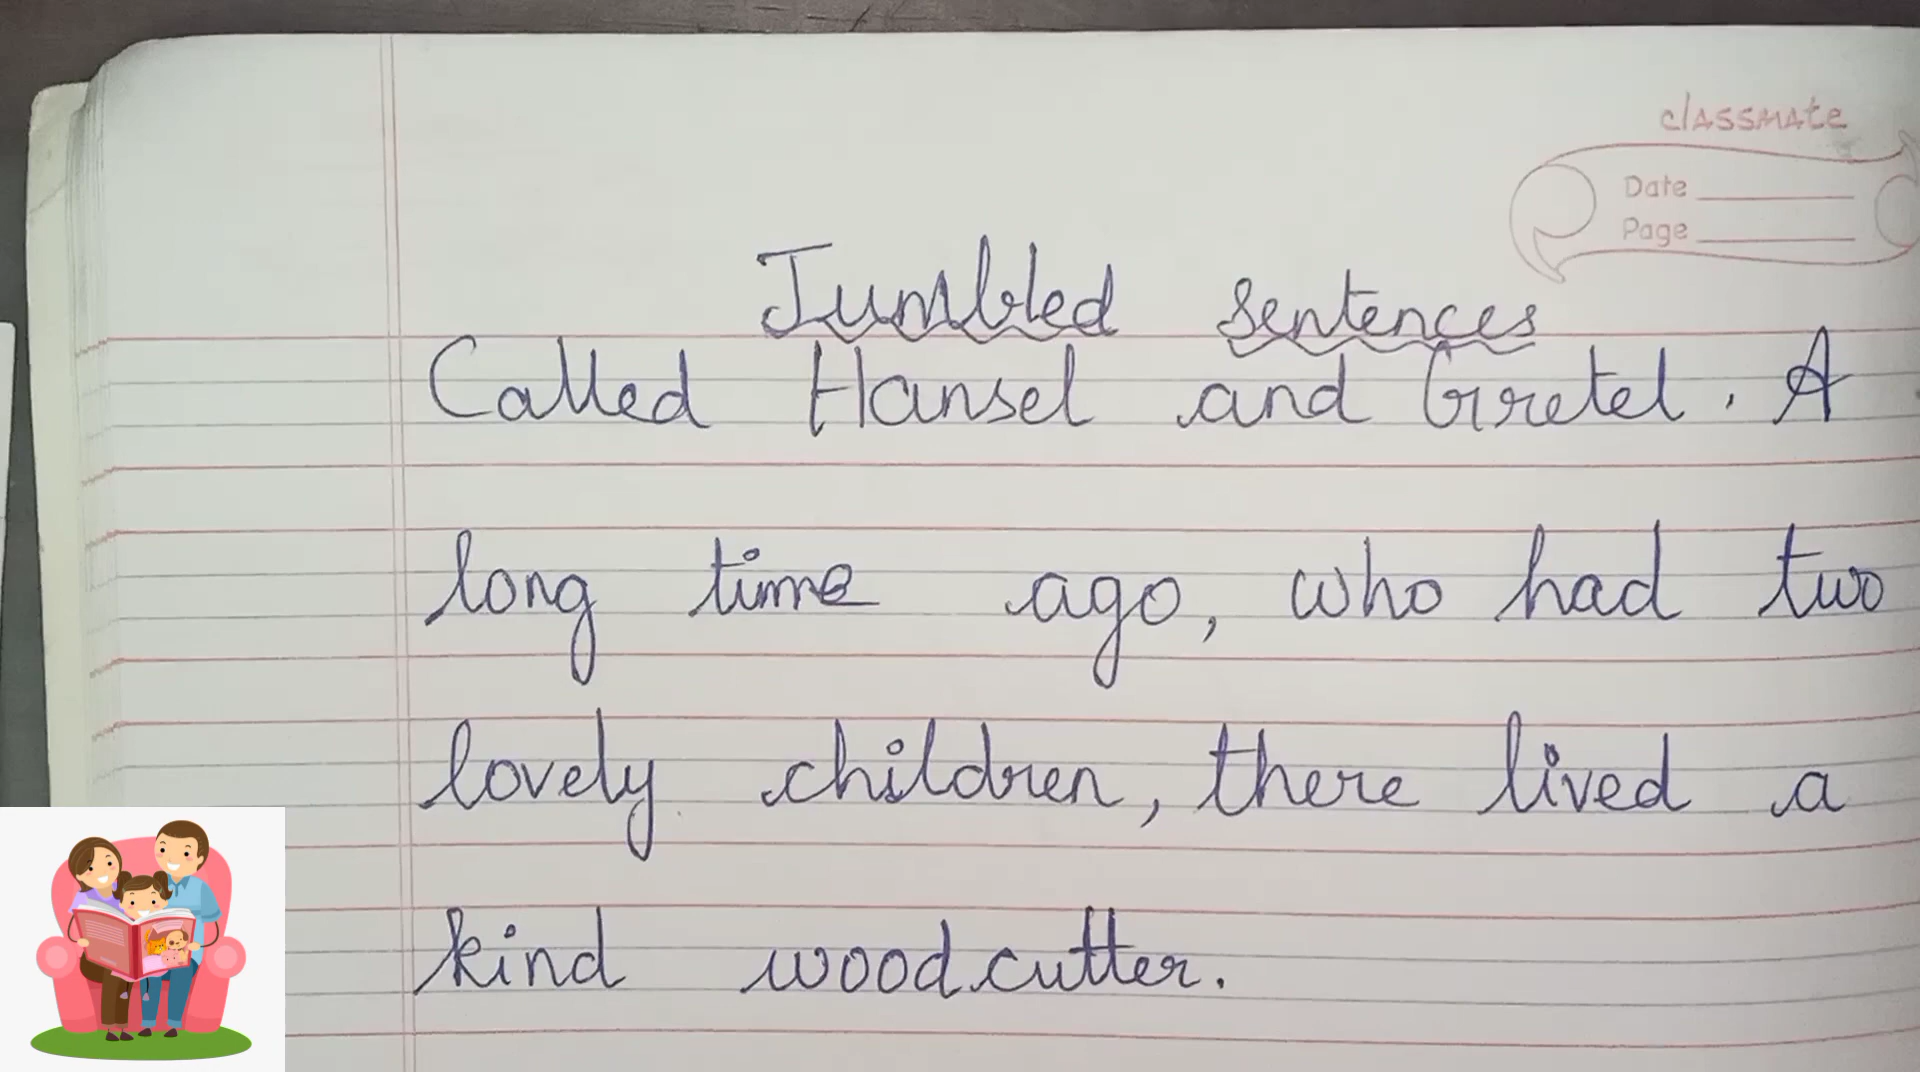 classmate
Date
Page
Jumbled sentences
Called Hansel and Gretel. A
long time ago, who had two
lovely children, there lived a
kind woodcutter.